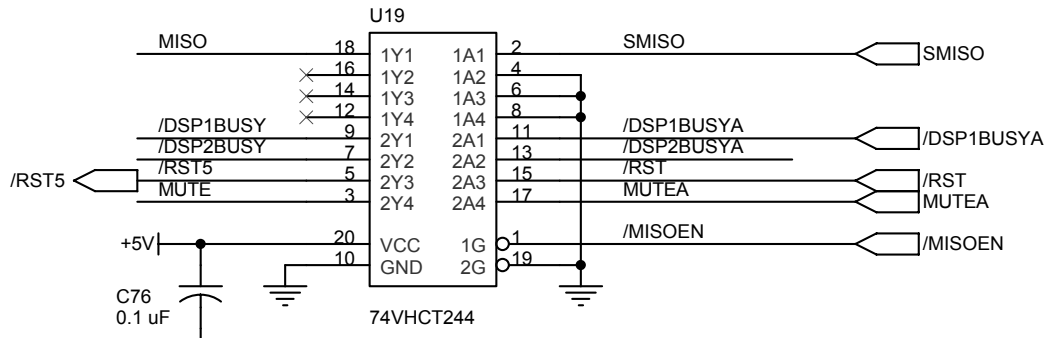 U19
MISO 18 1Y1 1A1 2 SMISO SMISO
16 1Y2 1A2 4
14 1Y3 1A3 6
12 1Y4 1A4 8
/DSP1BUSY 9 2Y1 2A1 11 /DSP1BUSYA /DSP1BUSYA
/DSP2BUSY 7 2Y2 2A2 13 /DSP2BUSYA
/RST5 /RST5 5 2Y3 2A3 15 /RST /RST
MUTE 3 2Y4 2A4 17 MUTEA MUTEA
+5V 20 VCC 1G 1 /MISOEN /MISOEN
10 GND 2G 19
C76
0.1 uF
74VHCT244